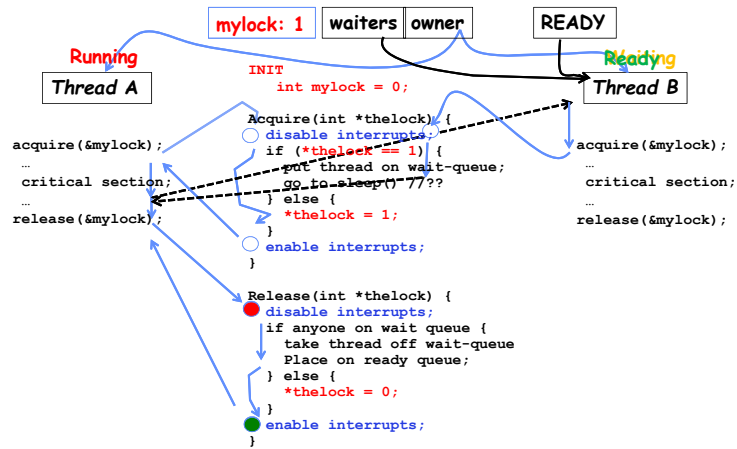 mylock: 1 waiters owner READY
Running
Ready
Waiting
Thread A
Thread B
INIT
int mylock = 0;
Acquire(int *thelock) {
disable interrupts;
if (*thelock == 1) {
put thread on wait-queue;
go to sleep() //??
} else {
*thelock = 1;
}
enable interrupts;
}
acquire(&mylock);
…
critical section;
…
release(&mylock);
acquire(&mylock);
…
critical section;
…
release(&mylock);
Release(int *thelock) {
disable interrupts;
if anyone on wait queue {
take thread off wait-queue
Place on ready queue;
} else {
*thelock = 0;
}
enable interrupts;
}